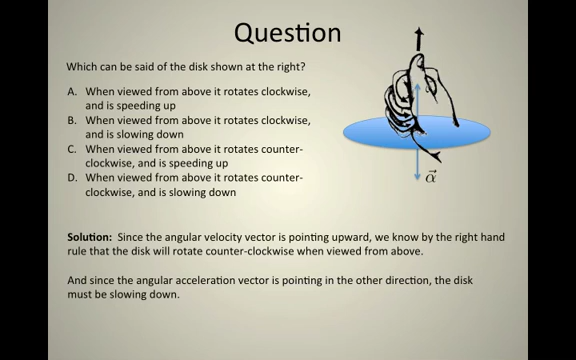 Question
Which can be said of the disk shown at the right?
A. When viewed from above it rotates clockwise,
and is speeding up
B. When viewed from above it rotates clockwise,
and is slowing down
C. When viewed from above it rotates counter-
clockwise, and is speeding up
D. When viewed from above it rotates counter-
clockwise, and is slowing down
α⃗
Solution: Since the angular velocity vector is pointing upward, we know by the right hand
rule that the disk will rotate counter-clockwise when viewed from above.
And since the angular acceleration vector is pointing in the other direction, the disk
must be slowing down.